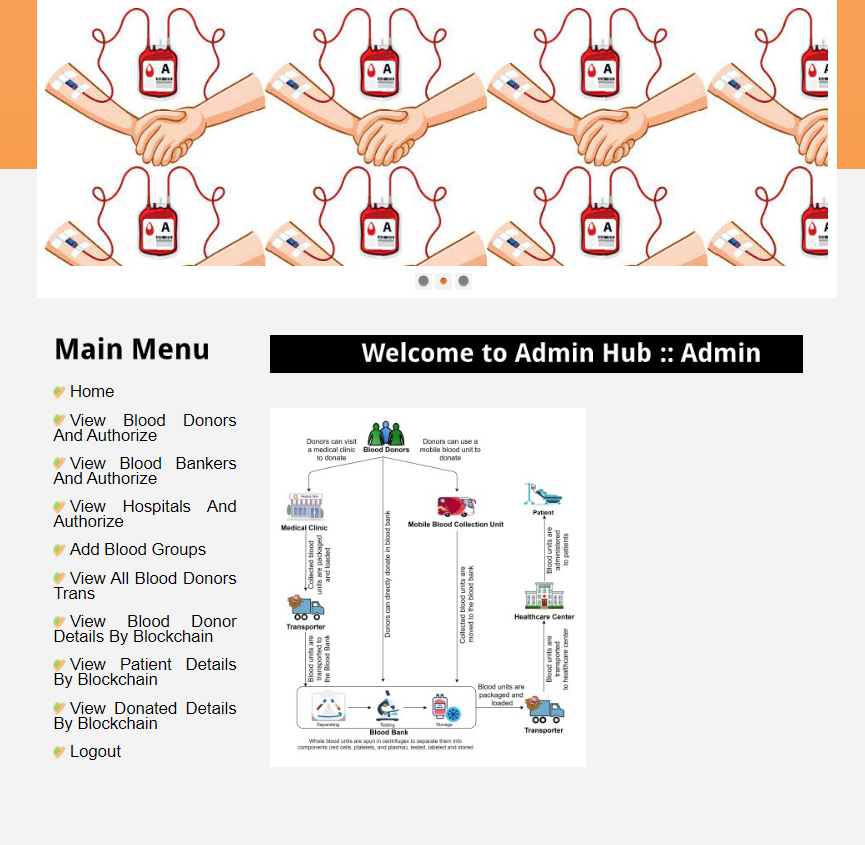 A
A
A
A
A
A
A
A
Main Menu
Welcome to Admin Hub :: Admin
Home
View Blood Donors
And Authorize
View Blood Bankers
And Authorize
View Hospitals And
Authorize
Add Blood Groups
View All Blood Donors
Trans
View Blood Donor
Details By Blockchain
View Patient Details
By Blockchain
View Donated Details
By Blockchain
Logout
Donors can visit
a medical clinic
to donate
Blood Donors
Donors can use a
mobile blood unit to
donate
Medical Clinic
Mobile Blood Collection Unit
Patient
Collected blood
units are packaged
and loaded
Donors can directly donate in blood bank
Collected blood units are
moved to the blood bank
Blood units are
administered
to patients
Transporter
Healthcare Center
Blood units are
transported to
the Blood Bank
Blood units are
transported
to healthcare center
Blood units are
packaged and
loaded
Separating
Testing
Storage
Blood Bank
Transporter
Whole blood units are spun in centrifuges to separate them into
components (red cells, platelets, and plasma), tested, labeled and stored